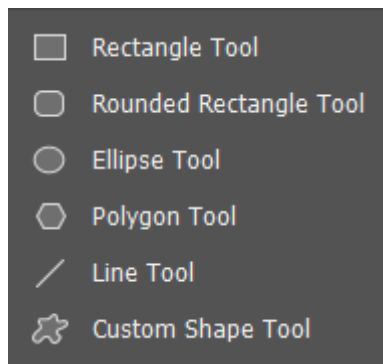 Rectangle Tool
Rounded Rectangle Tool
Ellipse Tool
Polygon Tool
Line Tool
Custom Shape Tool